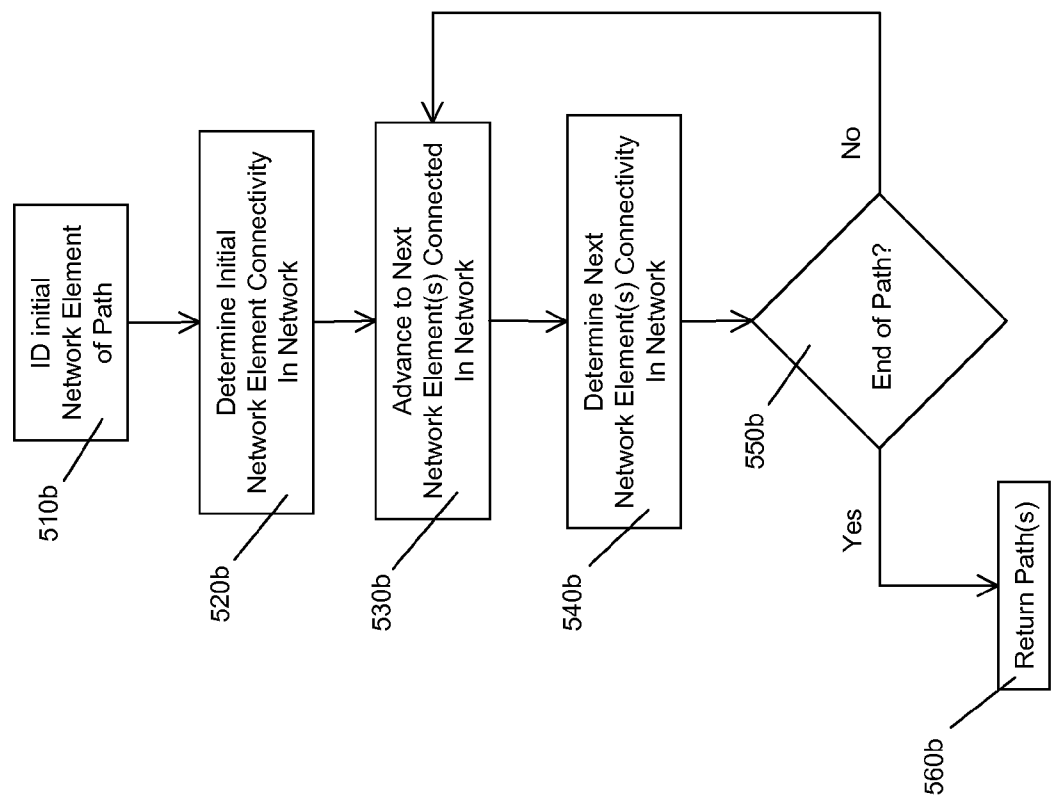 ID initial
Network Element
of Path
510b
Determine Initial
Network Element Connectivity
In Network
520b
Advance to Next
Network Element(s) Connected
In Network
530b
Determine Next
Network Element(s) Connectivity
In Network
540b
End of Path?
550b
No
Yes
Return Path(s)
560b